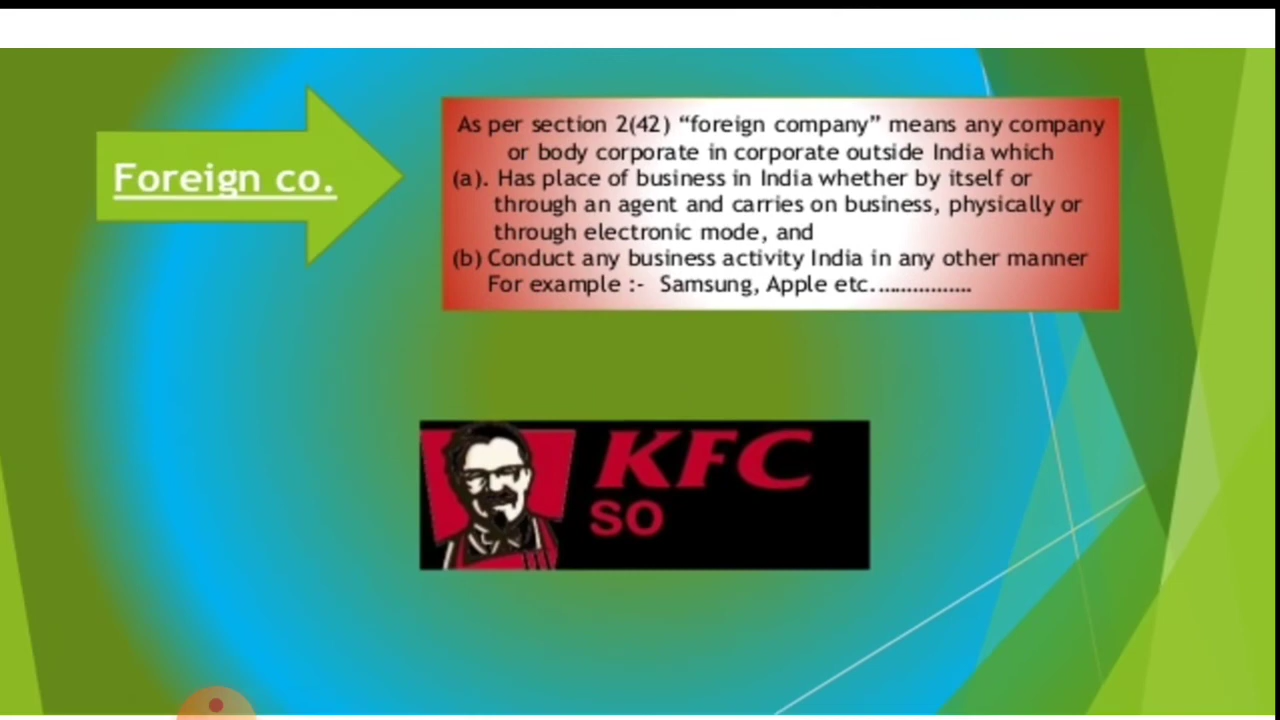 Foreign co.
As per section 2(42) “foreign company” means any company
or body corporate in corporate outside India which
(a). Has place of business in India whether by itself or
through an agent and carries on business, physically or
through electronic mode, and
(b) Conduct any business activity India in any other manner
For example :- Samsung, Apple etc.................
KFC
SO